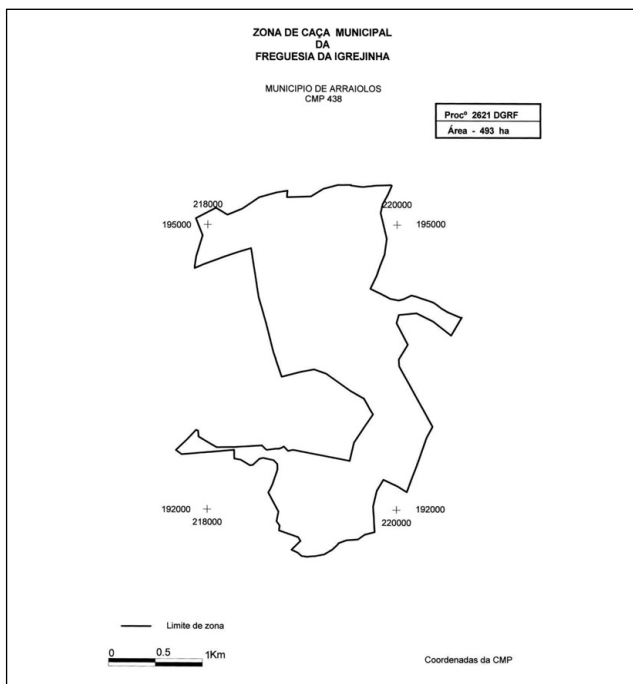 ZONA DE CAÇA MUNICIPAL
DA
FREGUESIA DA IGREJINHA
MUNICIPIO DE ARRAIOLOS
CMP 438
Procº 2621 DGRF
Área - 493 ha
218000
220000
195000
195000
192000
192000
218000
220000
Limite de zona
0 0.5 1Km
Coordenadas da CMP